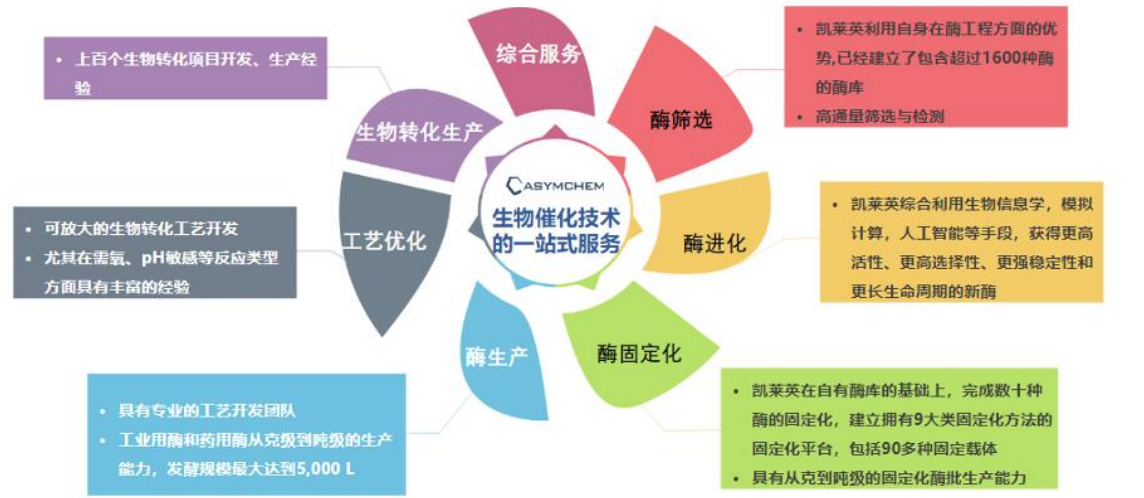 综合服务
• 上百个生物转化项目开发、生产经
验
生物转化生产
酶筛选
• 凯莱英利用自身在酶工程方面的优
势,已经建立了包含超过1600种酶
的酶库
• 高通量筛选与检测
ASYMCHEM
生物催化技术
的一站式服务
• 可放大的生物转化工艺开发
• 尤其在需氧、pH敏感等反应类型
方面具有丰富的经验
工艺优化
酶进化
• 凯莱英综合利用生物信息学，模拟
计算，人工智能等手段，获得更高
活性、更高选择性、更强稳定性和
更长生命周期的新酶
酶生产
• 具有专业的工艺开发团队
• 工业用酶和药用酶从克级到吨级的生产
能力，发酵规模最大达到5,000 L
酶固定化
• 凯莱英在自有酶库的基础上，完成数十种
酶的固定化，建立拥有9大类固定化方法的
固定化平台，包括90多种固定载体
• 具有从克到吨级的固定化酶批生产能力